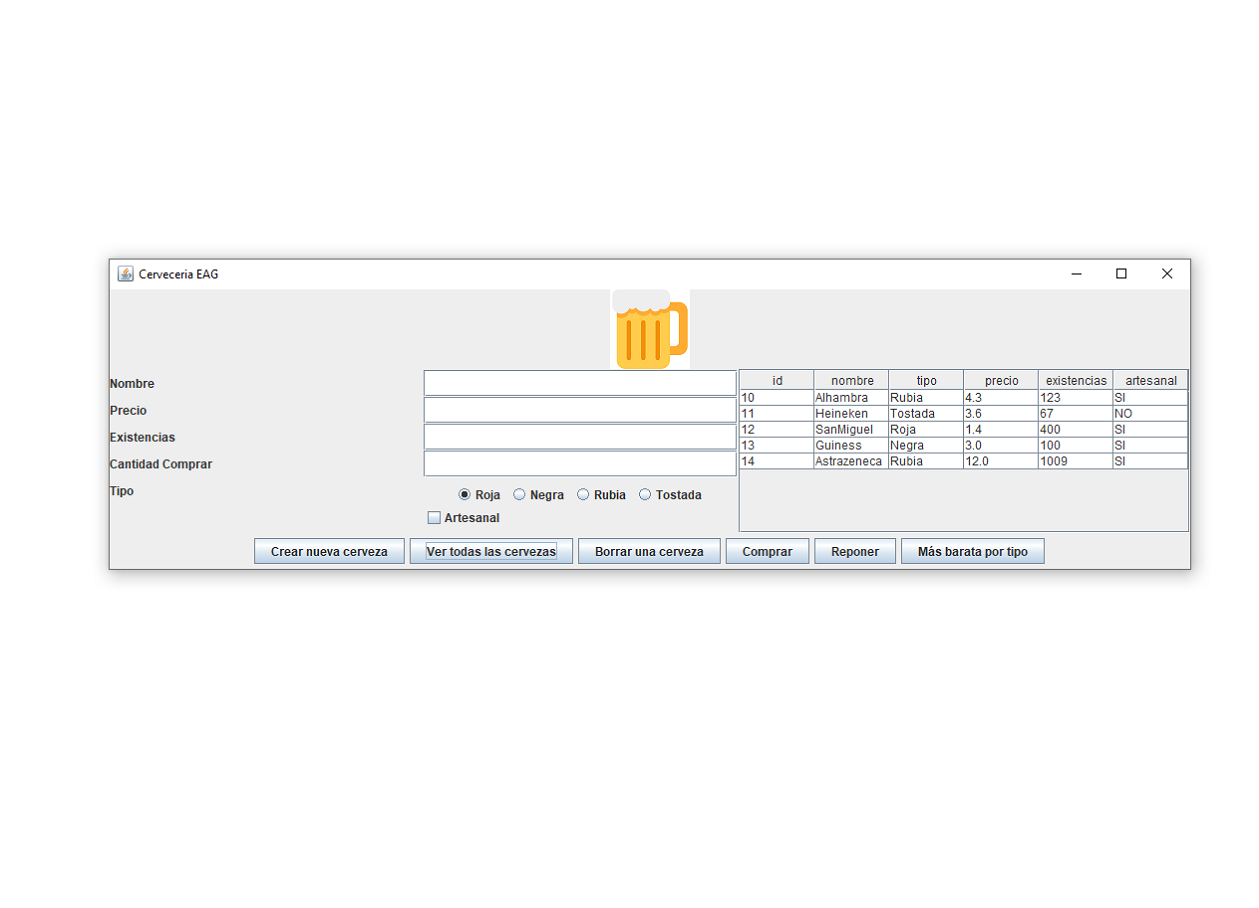 Cerveceria EAG
Nombre
Precio
Existencias
Cantidad Comprar
Tipo
Roja Negra Rubia Tostada
Artesanal
id nombre tipo precio existencias artesanal
10 Alhambra Rubia 4.3 123 SI
11 Heineken Tostada 3.6 67 NO
12 SanMiguel Roja 1.4 400 SI
13 Guiness Negra 3.0 100 SI
14 Astrazeneca Rubia 12.0 1009 SI
Crear nueva cerveza Ver todas las cervezas Borrar una cerveza Comprar Reponer Más barata por tipo